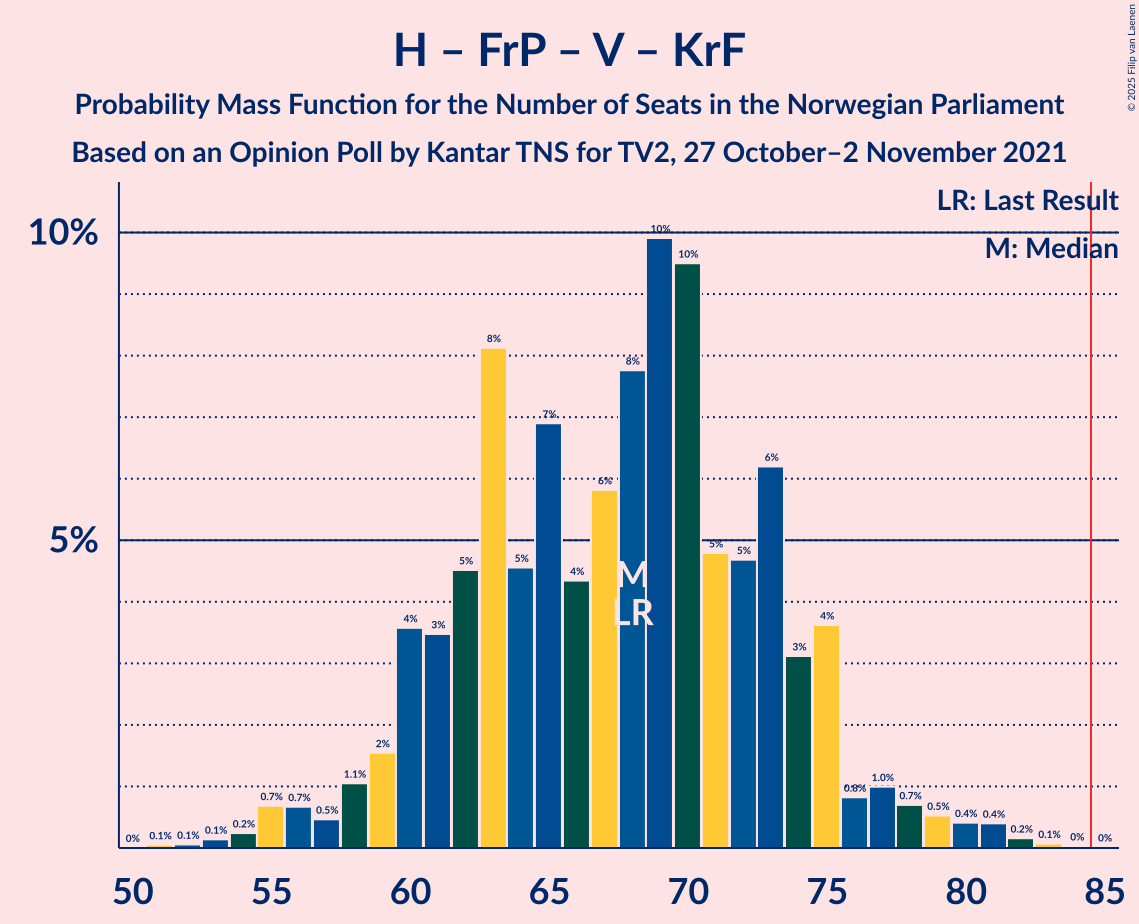 H – FrP – V – KrF
Probability Mass Function for the Number of Seats in the Norwegian Parliament
Based on an Opinion Poll by Kantar TNS for TV2, 27 October–2 November 2021
© 2025 Filip van Laenen
LR: Last Result
M: Median
10%
5%
0% 0.1% 0.1% 0.1% 0.2% 0.7% 0.7% 0.5% 1.1% 2% 4% 3% 5% 8% 5% 7% 4% 6% 8% 10% 10% 5% 5% 6% 3% 4% 0.8% 1.0% 0.7% 0.5% 0.4% 0.4% 0.2% 0.1% 0% 0%
M
LR
50 55 60 65 70 75 80 85